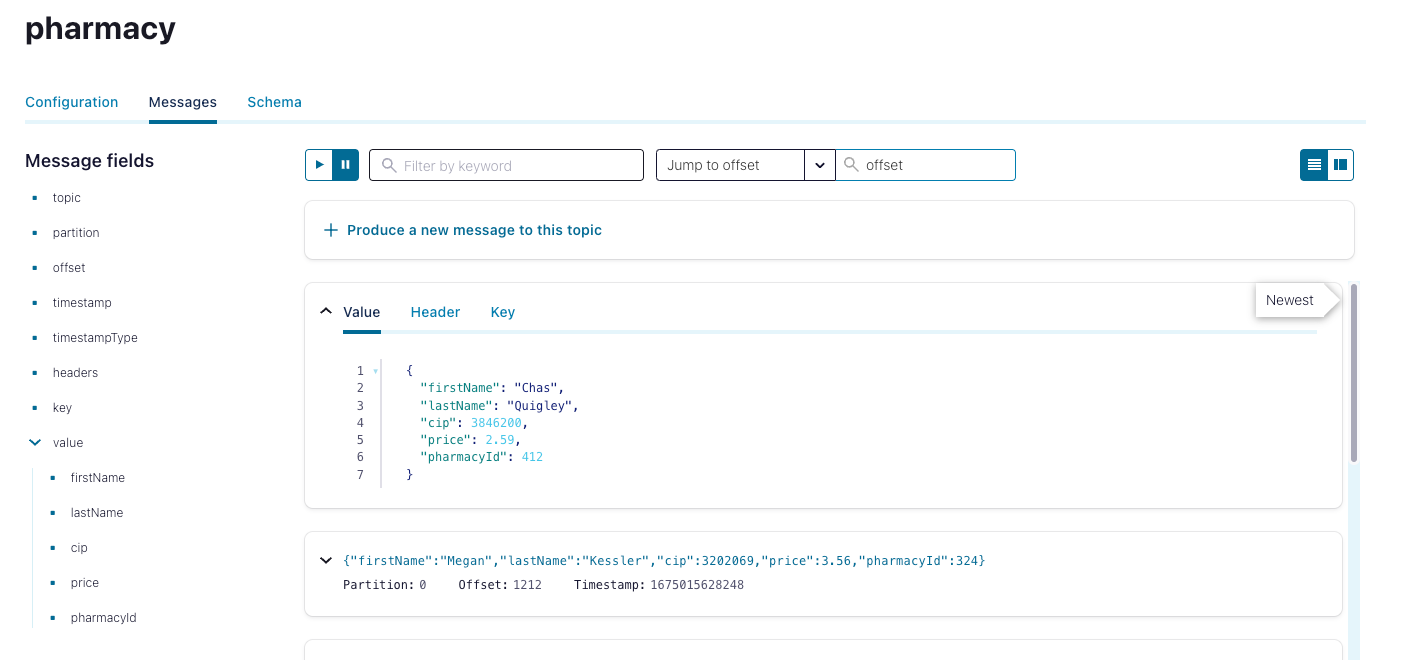 pharmacy
Configuration Messages Schema
Message fields
topic
partition
offset
timestamp
timestampType
headers
key
value
firstName
lastName
cip
price
pharmacyId
Filter by keyword Jump to offset offset
Produce a new message to this topic
Newest
Value Header Key
1 {
2 "firstName": "Chas",
3 "lastName": "Quigley",
4 "cip": 3846200,
5 "price": 2.59,
6 "pharmacyId": 412
7 }
{"firstName":"Megan","lastName":"Kessler","cip":3202069,"price":3.56,"pharmacyId":324}
Partition: 0 Offset: 1212 Timestamp: 1675015628248